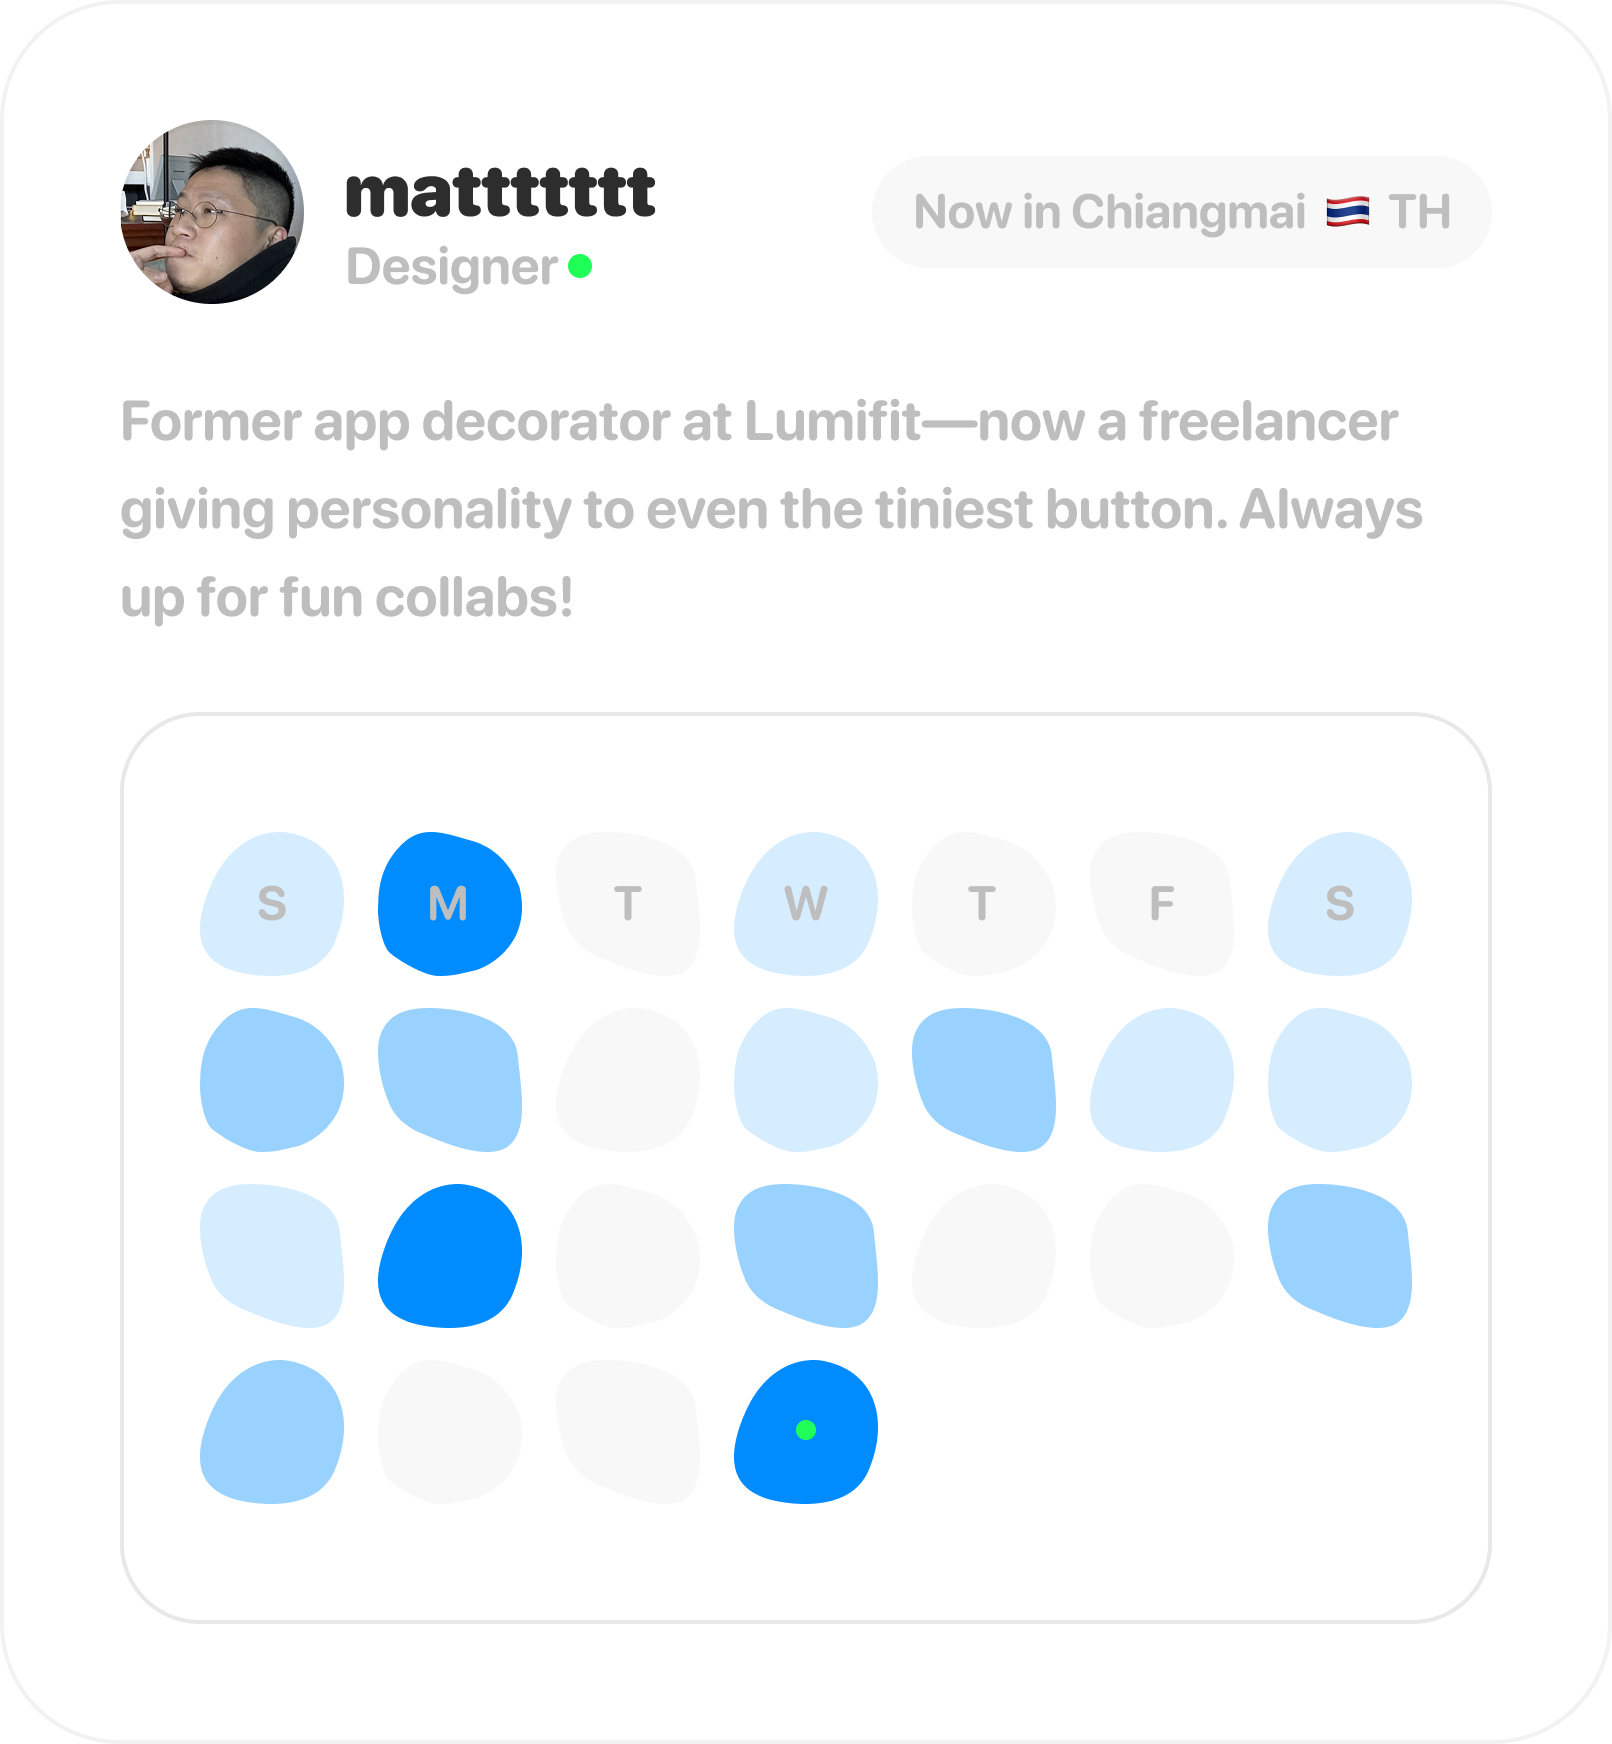 matttttttt
Designer
Now in Chiangmai 🇹🇭 TH
Former app decorator at Lumifit—now a freelancer
giving personality to even the tiniest button. Always
up for fun collabs!
S M T W T F S